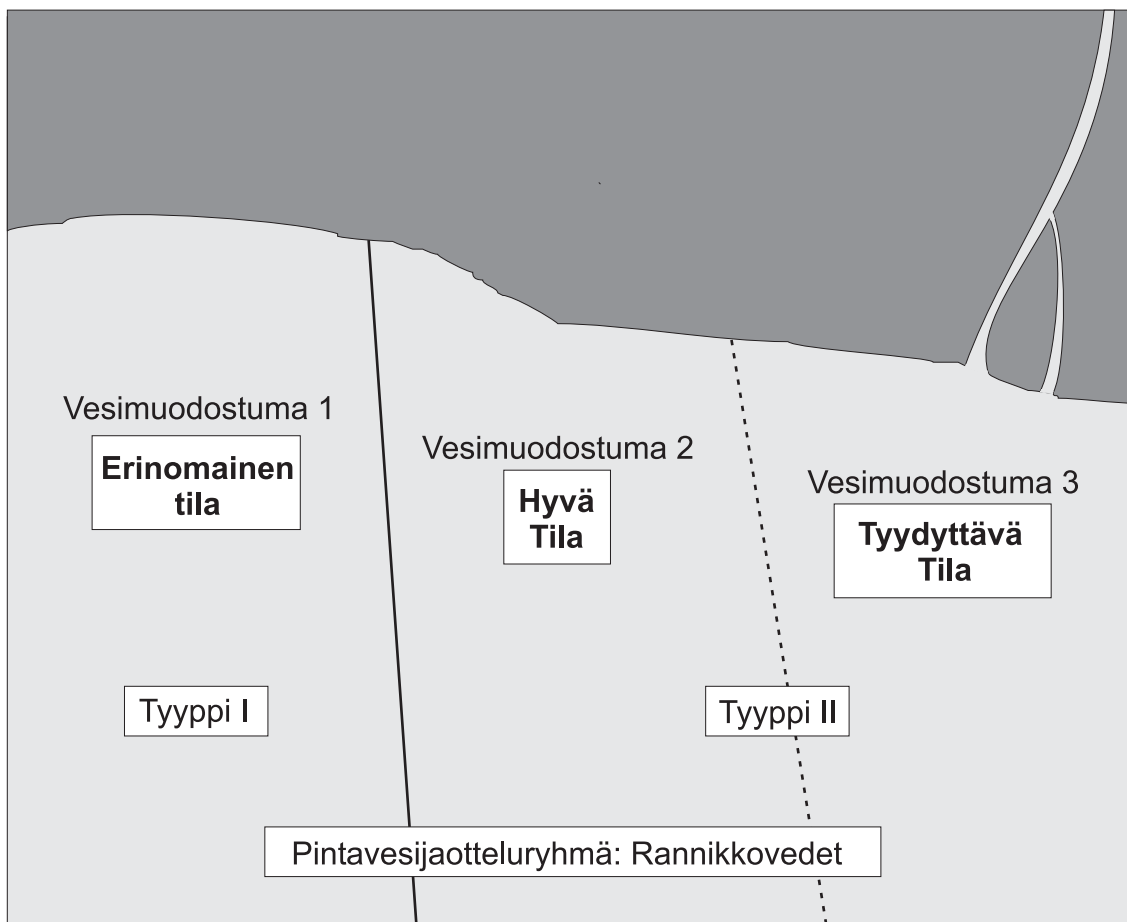 Vesimuodostuma 1
Erinomainen
tila
Vesimuodostuma 2
Hyvä
Tila
Vesimuodostuma 3
Tyydyttävä
Tila
Tyyppi I
Tyyppi II
Pintavesijaotteluryhmä: Rannikkovedet